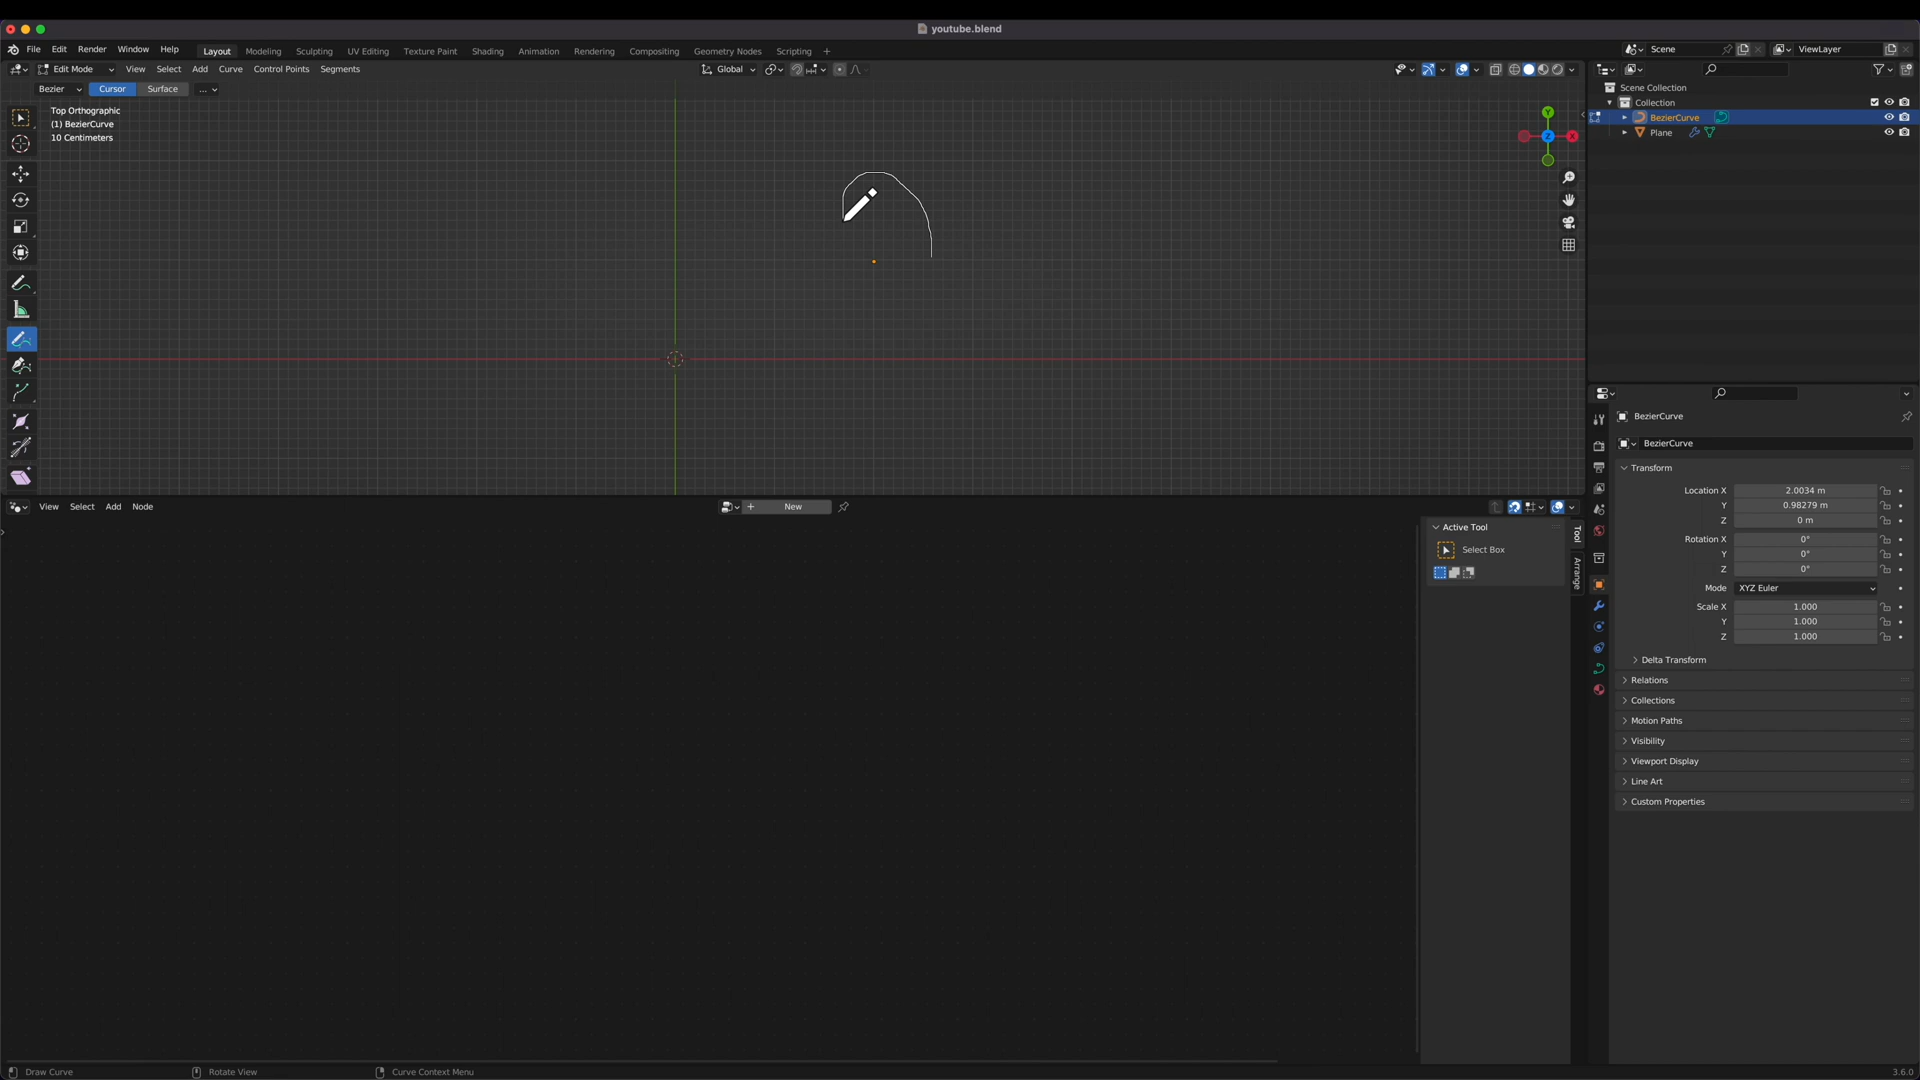 youtube.blend
File Edit Render Window Help Layout Modeling Sculpting UV Editing Texture Paint Shading Animation Rendering Compositing Geometry Nodes Scripting + Scene ViewLayer
Edit Mode View Select Add Curve Control Points Segments Global
Bezier Cursor Surface ...
Scene Collection
Collection
BezierCurve
Plane
Top Orthographic
(1) BezierCurve
10 Centimeters
Y
X
Z
BezierCurve
BezierCurve
Transform
Location X 2.0034 m
Y 0.98279 m
Z 0 m
Rotation X 0°
Y 0°
Z 0°
Mode XYZ Euler
Scale X 1.000
Y 1.000
Z 1.000
Delta Transform
Relations
Collections
Motion Paths
Visibility
Viewport Display
Line Art
Custom Properties
View Select Add Node + New
Active Tool
Select Box
Tool
Arrange
Draw Curve Rotate View Curve Context Menu 3.6.0